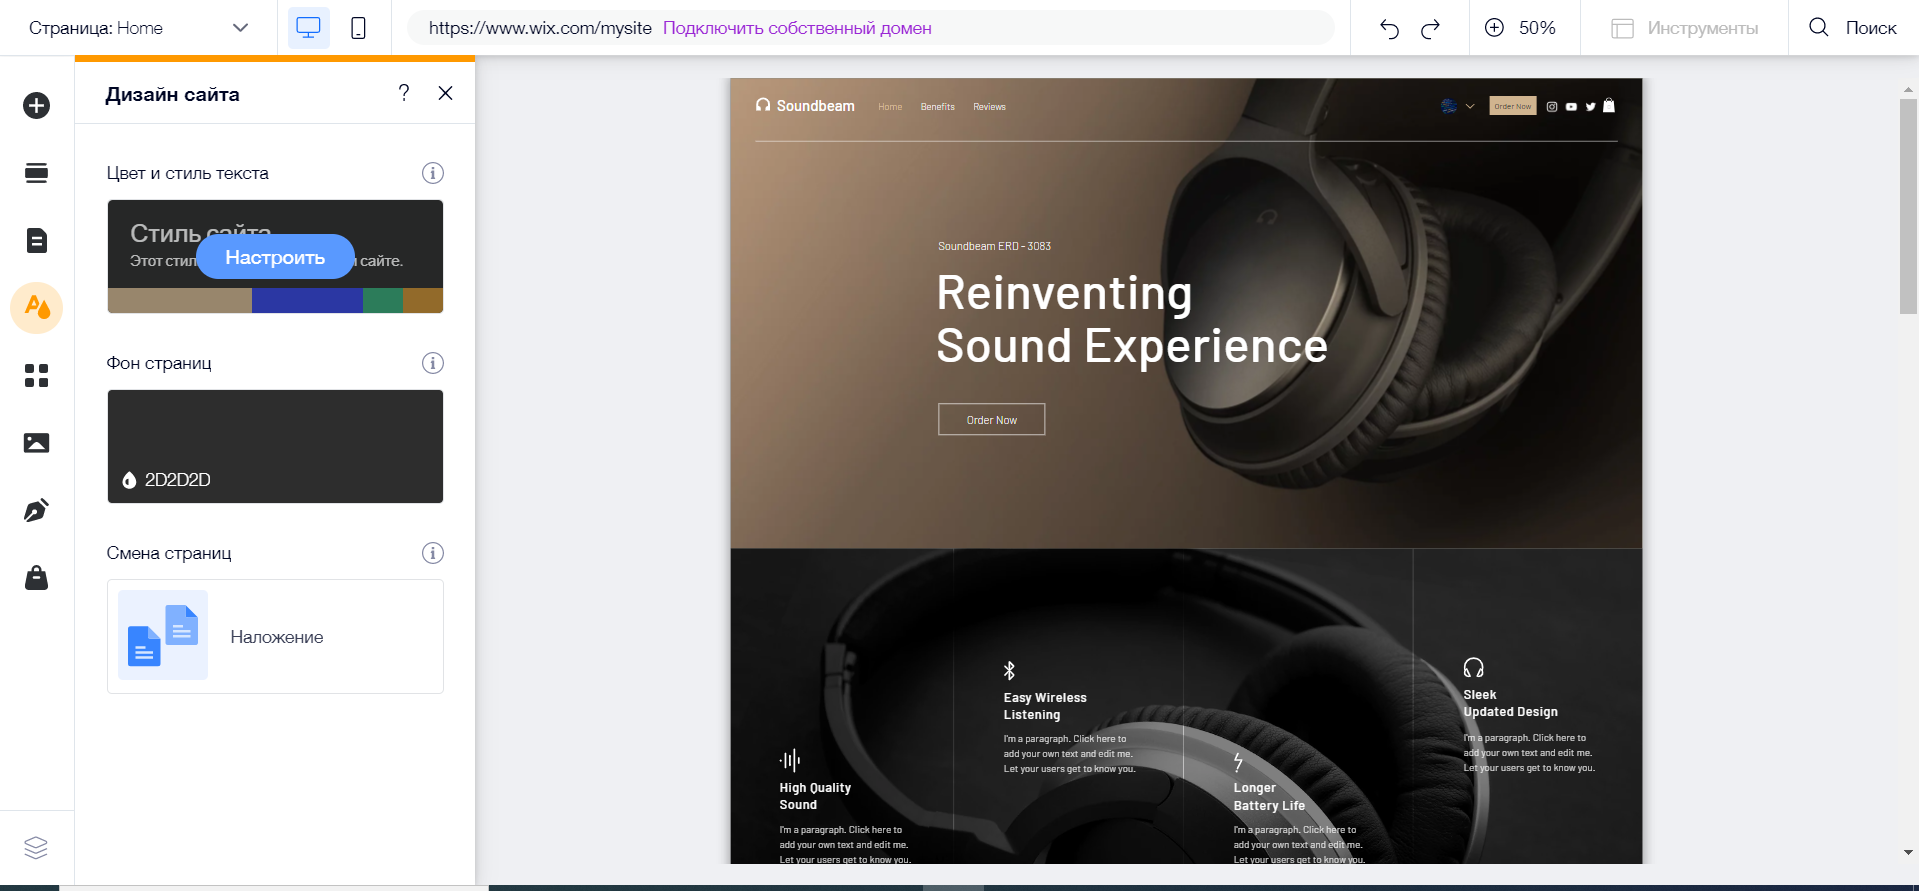 Страница: Home
https://www.wix.com/mysite Подключить собственный домен
50%
Инструменты
Поиск
Дизайн сайта
?
Цвет и стиль текста
Стиль сайта
Этот стил
сайте.
Настроить
Фон страниц
2D2D2D
Смена страниц
Наложение
Soundbeam
Home
Benefits
Reviews
Order Now
Soundbeam ERD - 3083
Reinventing
Sound Experience
Order Now
Easy Wireless
Listening
I'm a paragraph. Click here to
add your own text and edit me.
Let your users get to know you.
Sleek
Updated Design
I'm a paragraph. Click here to
add your own text and edit me.
Let your users get to know you.
High Quality
Sound
I'm a paragraph. Click here to
add your own text and edit me.
Let your users get to know you.
Longer
Battery Life
I'm a paragraph. Click here to
add your own text and edit me.
Let your users get to know you.